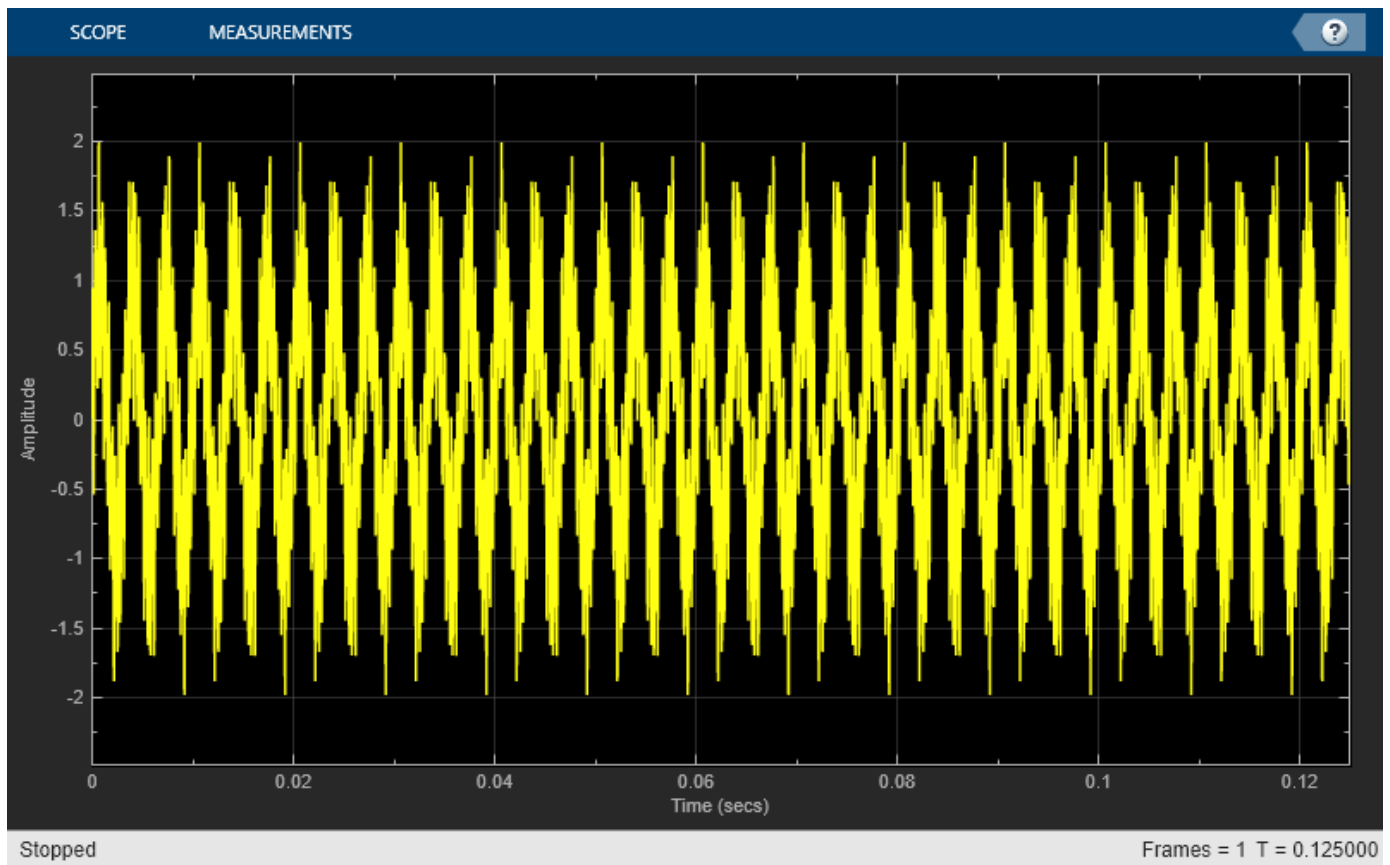 SCOPE MEASUREMENTS ?
2
1.5
1
0.5
0
-0.5
-1
-1.5
-2
Amplitude
0 0.02 0.04 0.06 0.08 0.1 0.12
Time (secs)
Stopped Frames = 1 T = 0.125000